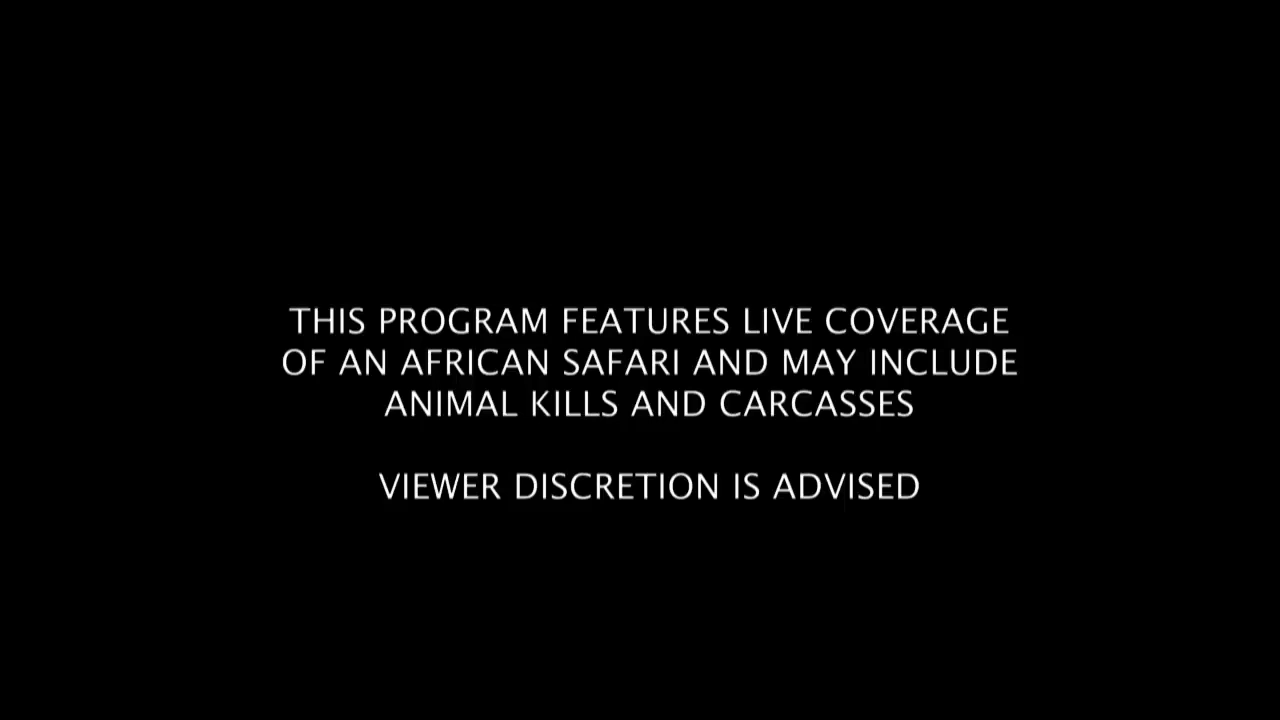 THIS PROGRAM FEATURES LIVE COVERAGE
OF AN AFRICAN SAFARI AND MAY INCLUDE
ANIMAL KILLS AND CARCASSES
VIEWER DISCRETION IS ADVISED